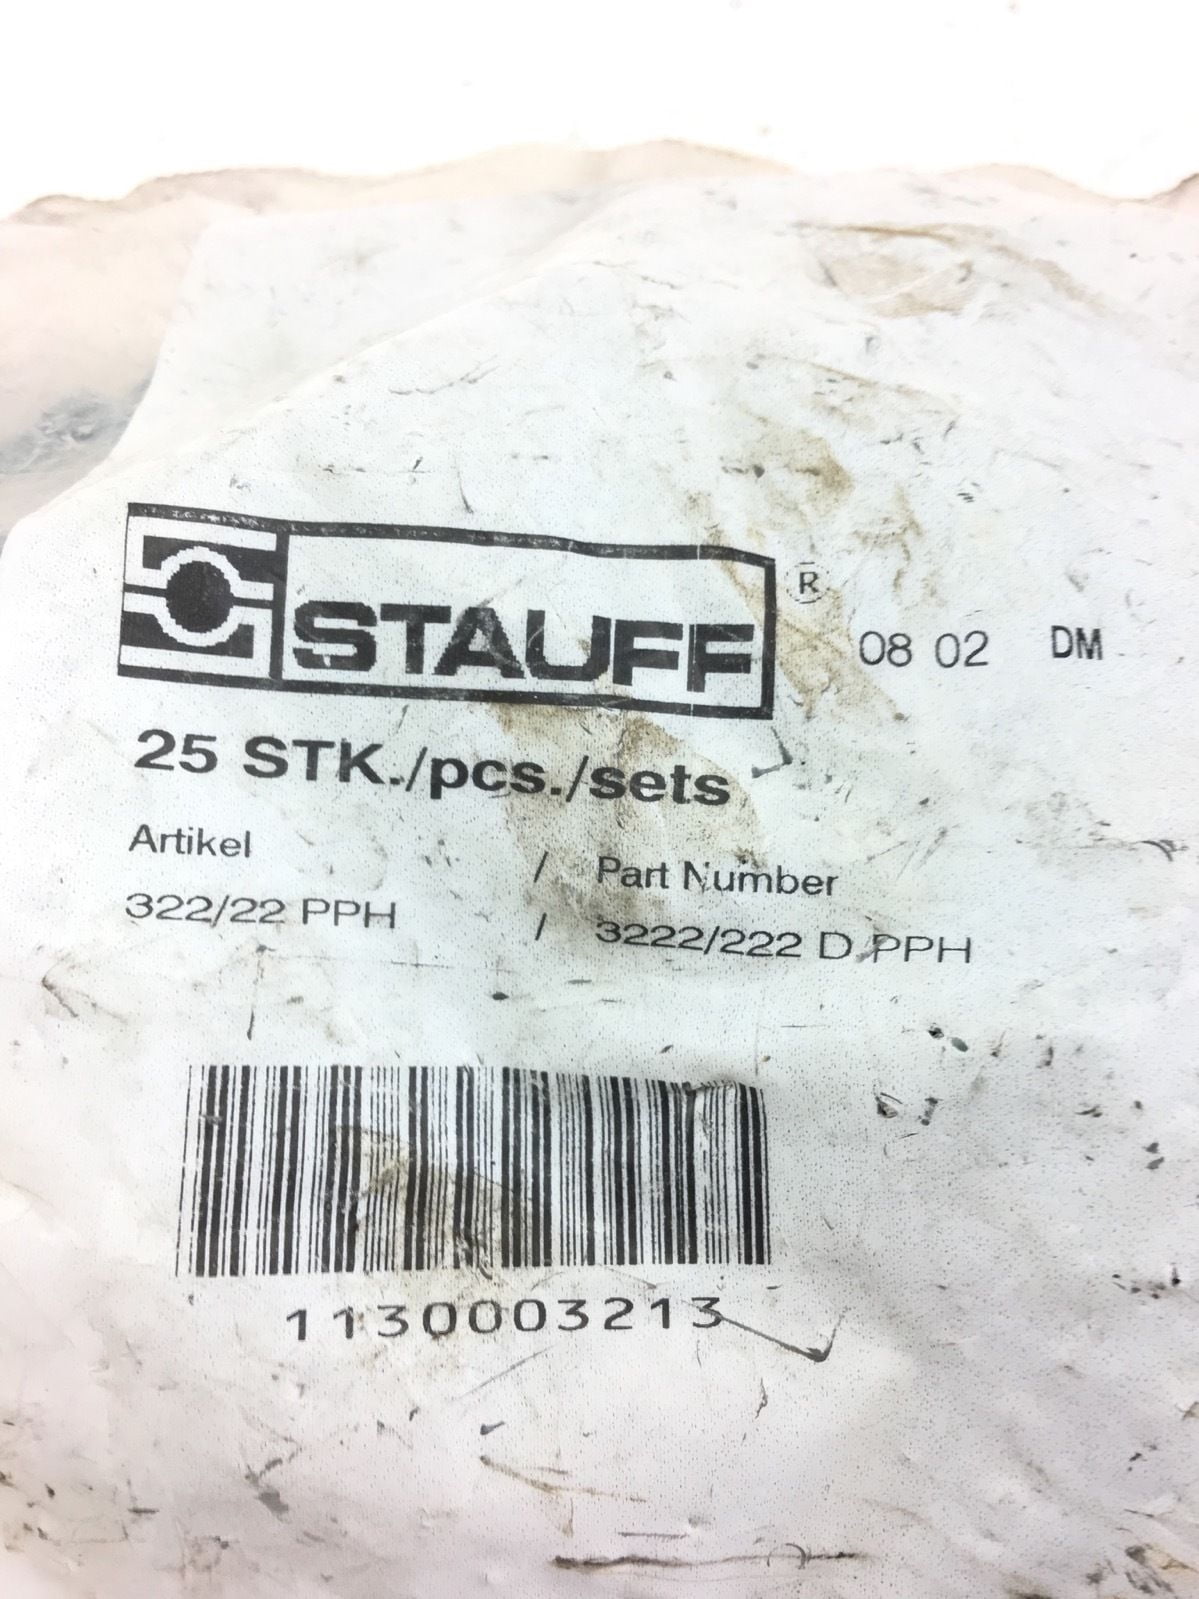 STAUFF ® 08 02 DM
25 STK./pcs./sets
Artikel / Part Number
322/22 PPH / 3222/222 D PPH
1130003213